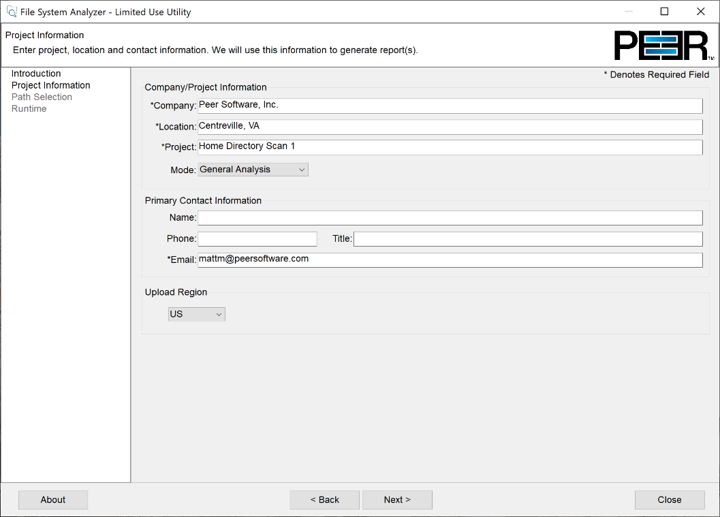 File System Analyzer - Limited Use Utility
Project Information
Enter project, location and contact information. We will use this information to generate report(s).
PEER™
Introduction
Project Information
Path Selection
Runtime
* Denotes Required Field
Company/Project Information
*Company: Peer Software, Inc.
*Location: Centreville, VA
*Project: Home Directory Scan 1
Mode: General Analysis
Primary Contact Information
Name:
Phone: Title:
*Email: mattm@peersoftware.com
Upload Region
US
About < Back Next > Close